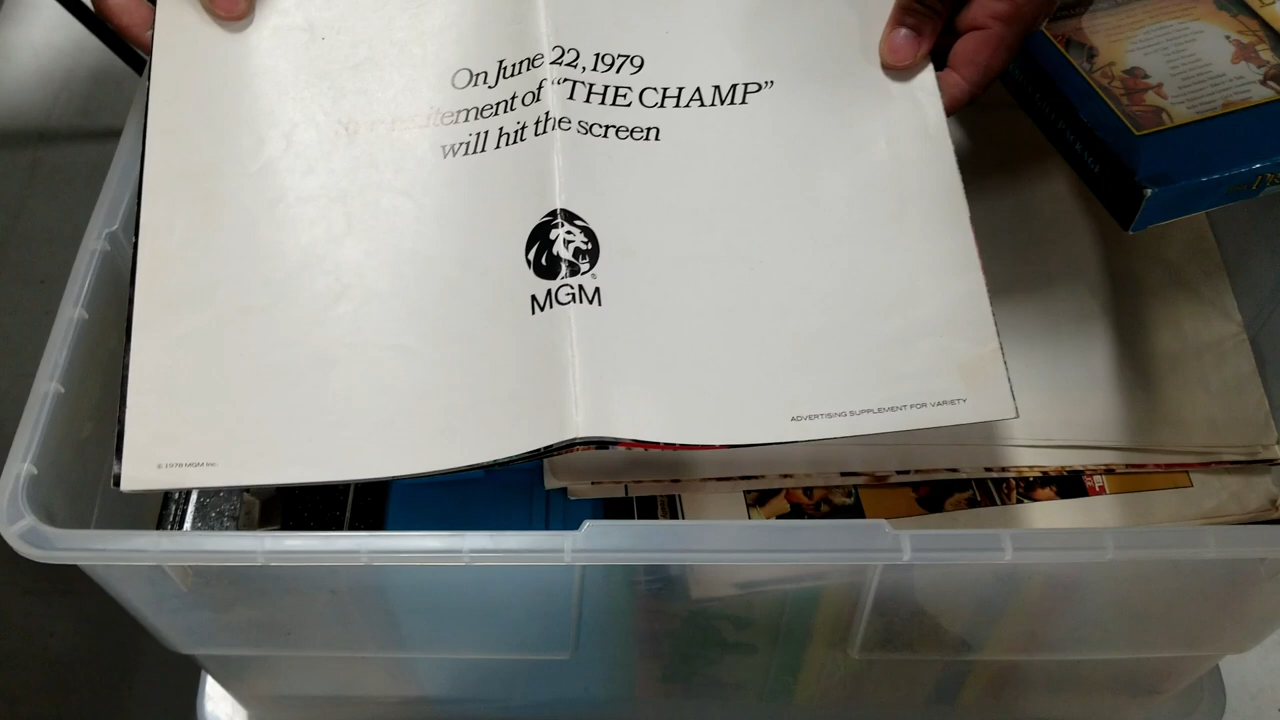 On June 22, 1979
excitement of "THE CHAMP"
will hit the screen
MGM
ADVERTISING SUPPLEMENT FOR VARIETY
© 1978 MGM Inc.